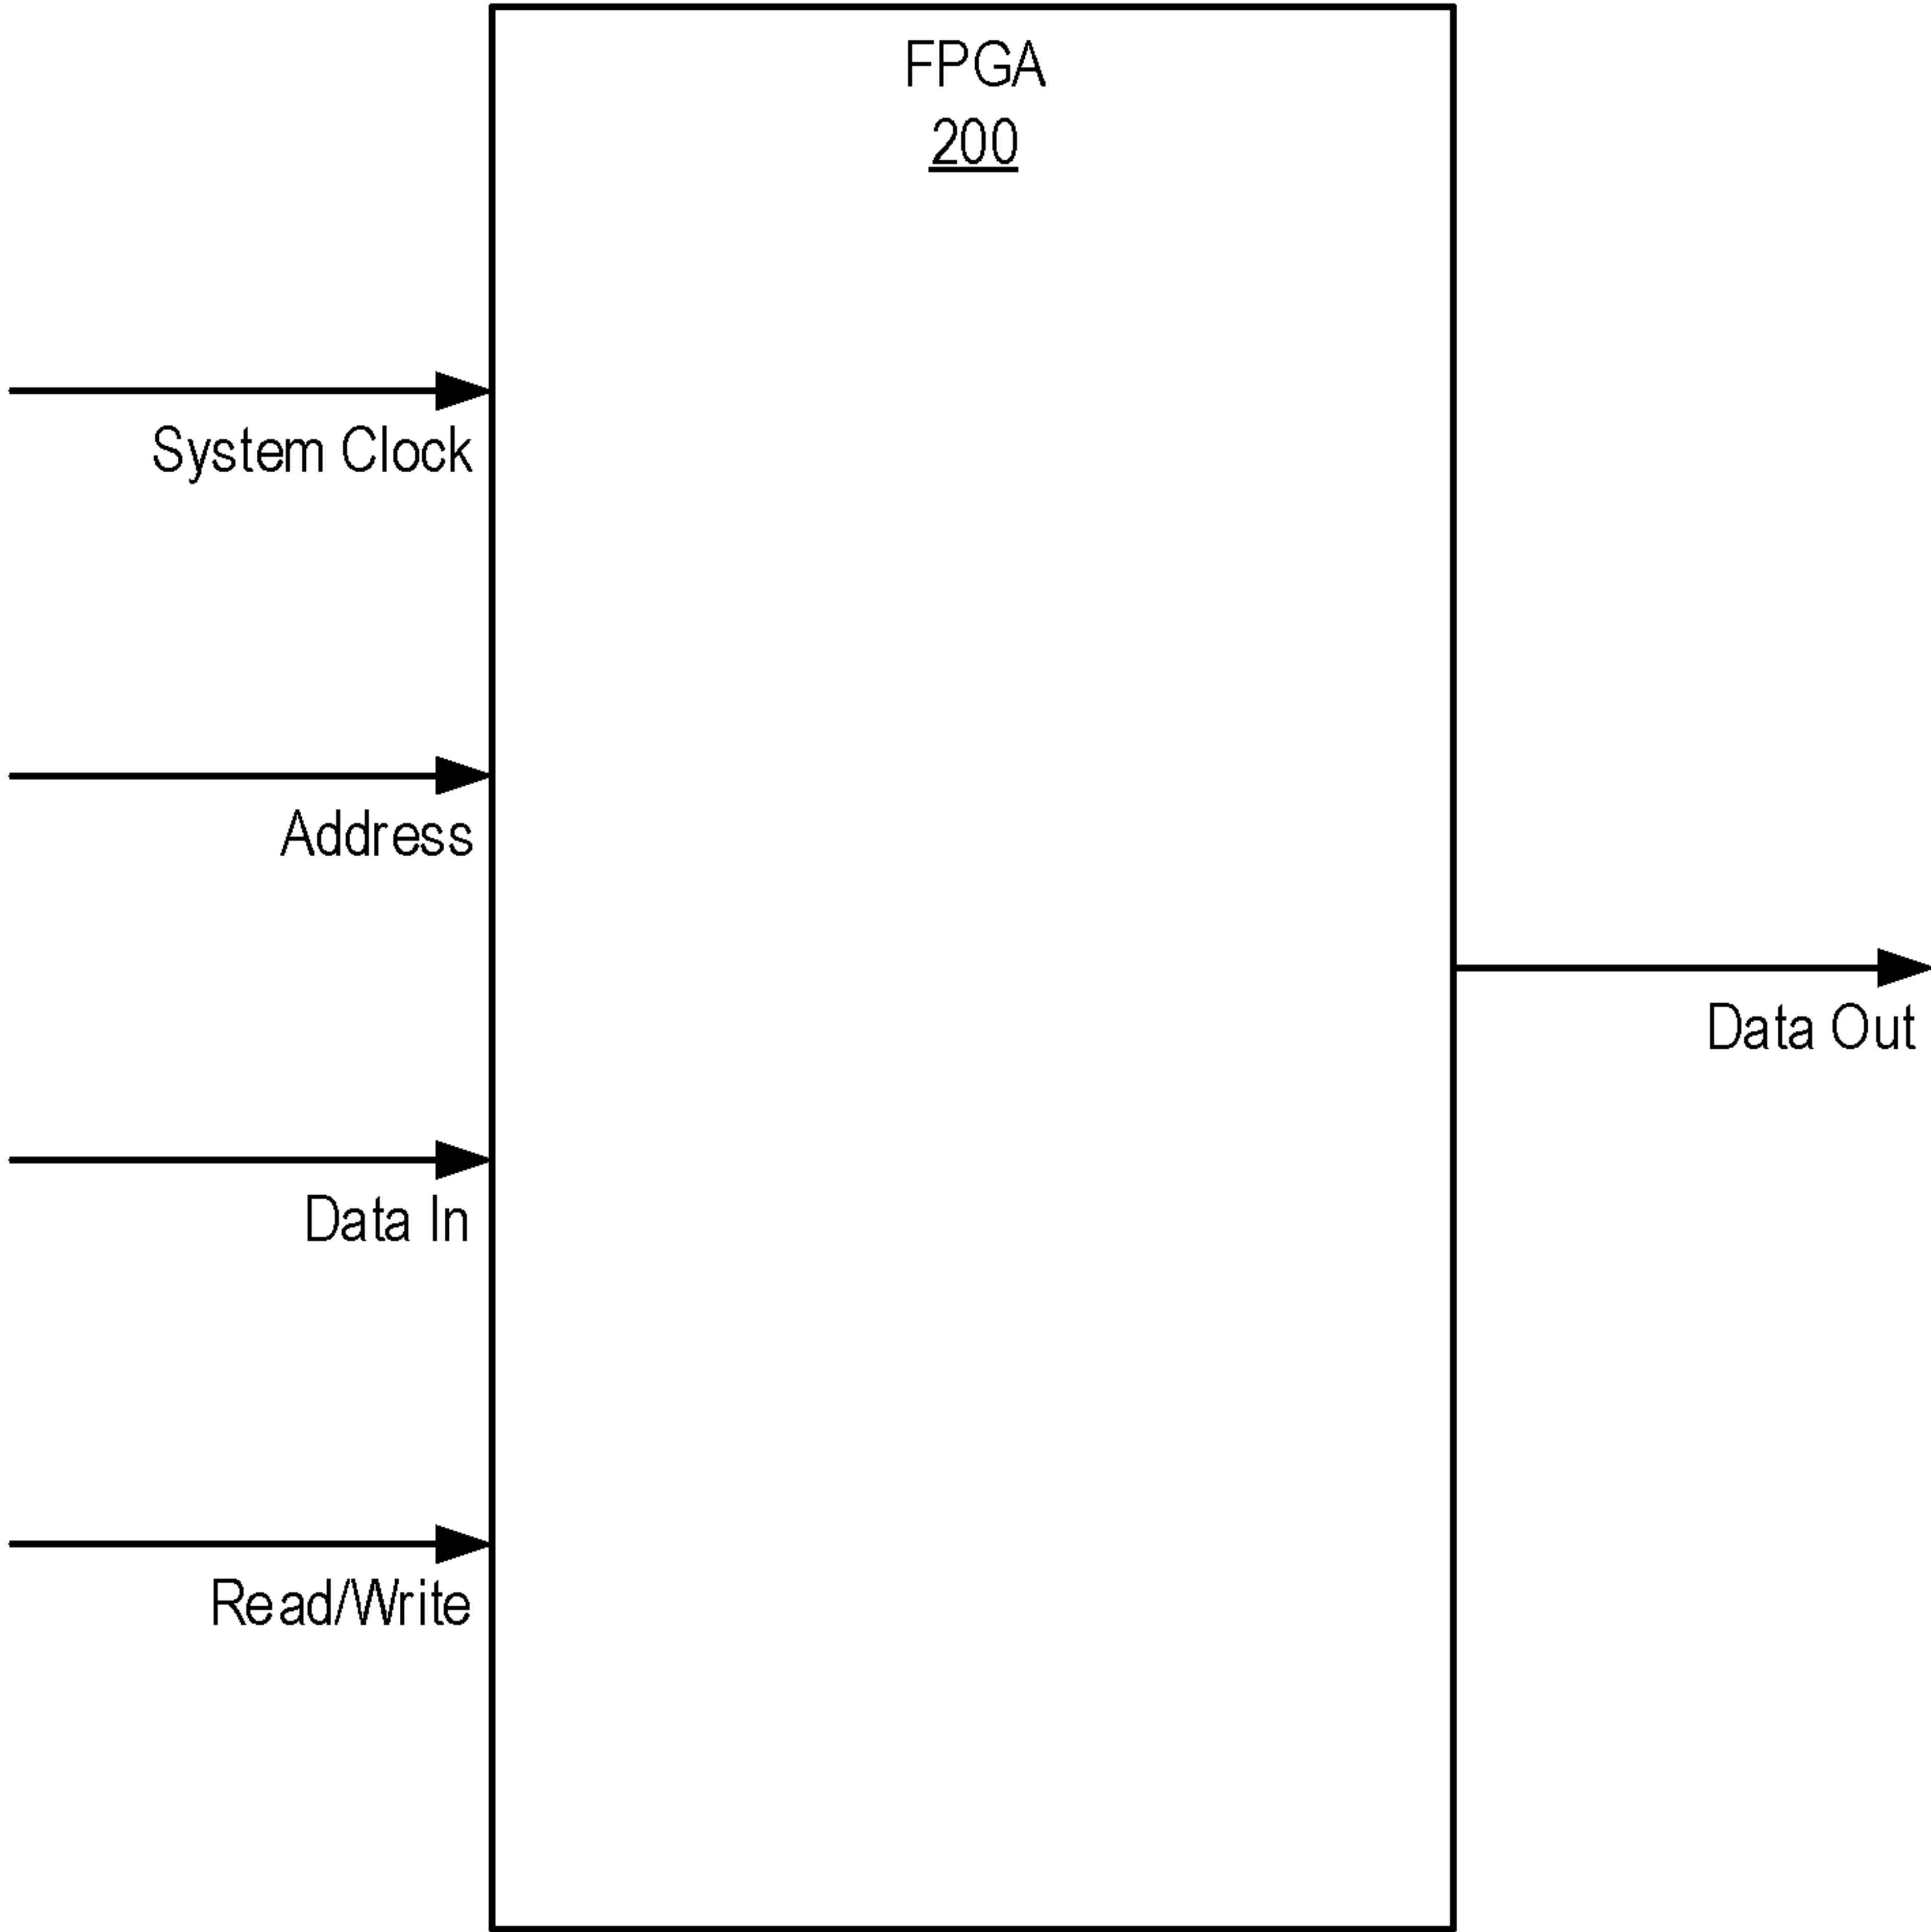 FPGA
200
System Clock
Address
Data Out
Data In
Read/Write